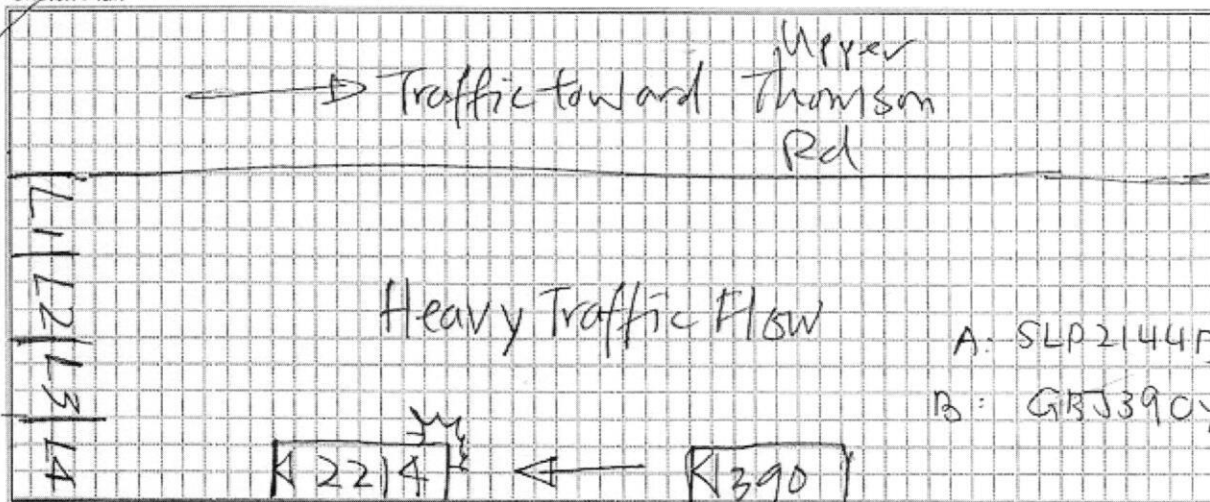 Upper
Traffic toward Thomson
Rd
L1
L2
L3
L4
Heavy Traffic Flow
A: SLP2144
B: GBJ390
2214
390